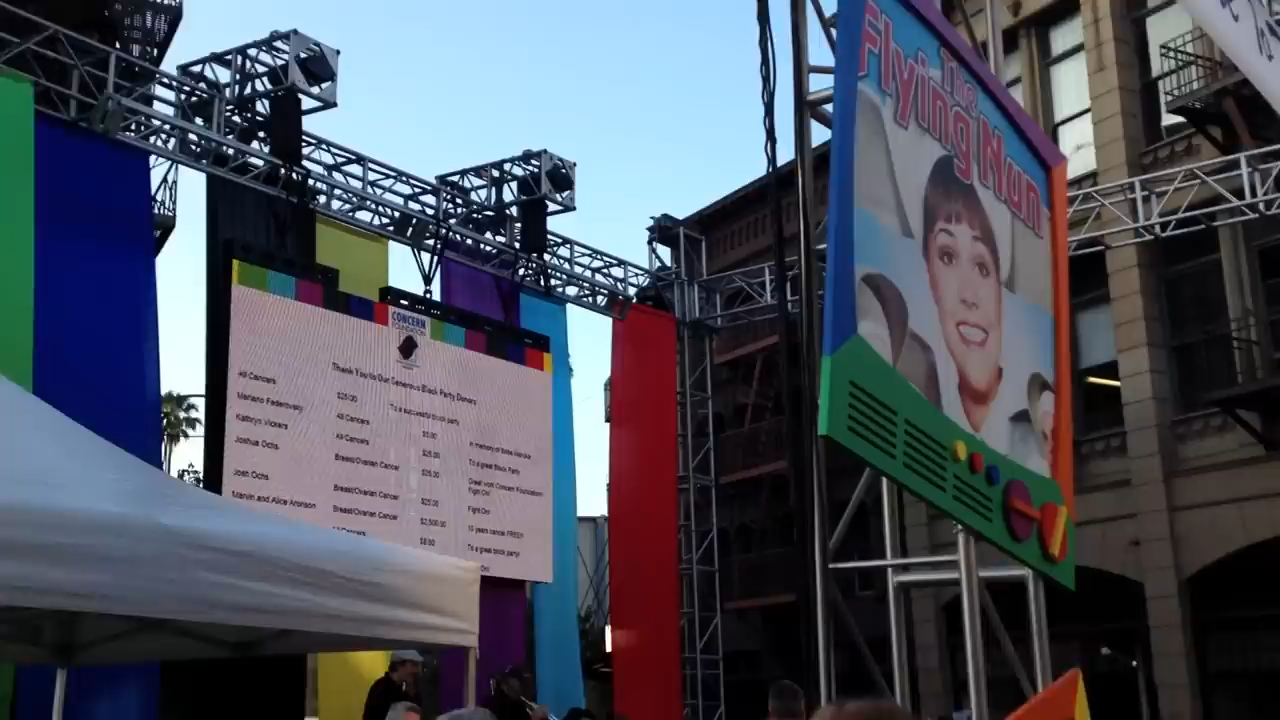 The
Flying Nun
CONCERN
FOUNDATION
Thank You to Our Generous Block Party Donors
All Cancers $25.00 To a successful block party
Mariano Federovsky All Cancers $5.00 In memory of
Kathryn Vickers All Cancers $25.00 To a great Block Party
Joshua Ochs Breast/Ovarian Cancer $25.00 Great work Concern Foundation!
Fight On!
Josh Ochs Breast/Ovarian Cancer $25.00 Fight On!
Marvin and Alice Aronson Breast/Ovarian Cancer $2,500.00 10 years cancer FREE!!
All Cancers To a great block party!
On!